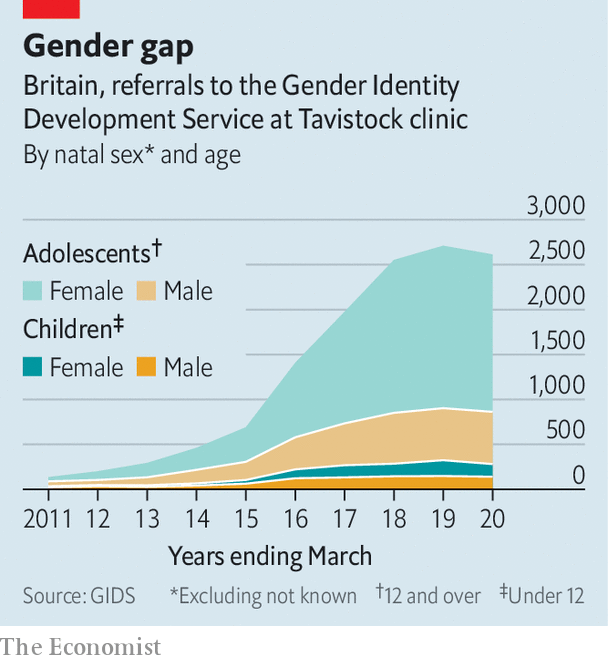 Gender gap
Britain, referrals to the Gender Identity
Development Service at Tavistock clinic
By natal sex* and age
3,000
2,500
2,000
1,500
1,000
500
0
Adolescents†
Female Male
Children‡
Female Male
2011 12 13 14 15 16 17 18 19 20
Years ending March
Source: GIDS *Excluding not known †12 and over ‡Under 12
The Economist